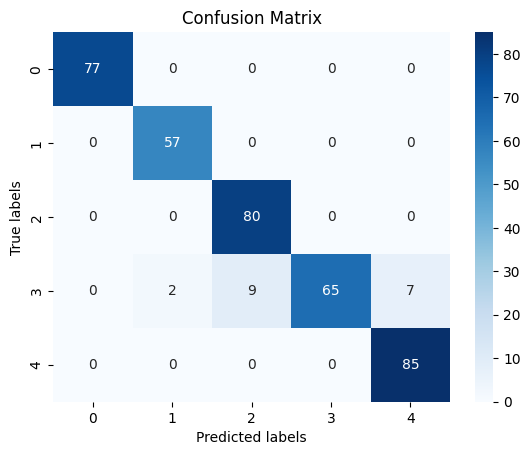 Confusion Matrix
True labels
0 77 0 0 0 0
1 0 57 0 0 0
2 0 0 80 0 0
3 0 2 9 65 7
4 0 0 0 0 85
0 1 2 3 4
Predicted labels
80
70
60
50
40
30
20
10
0